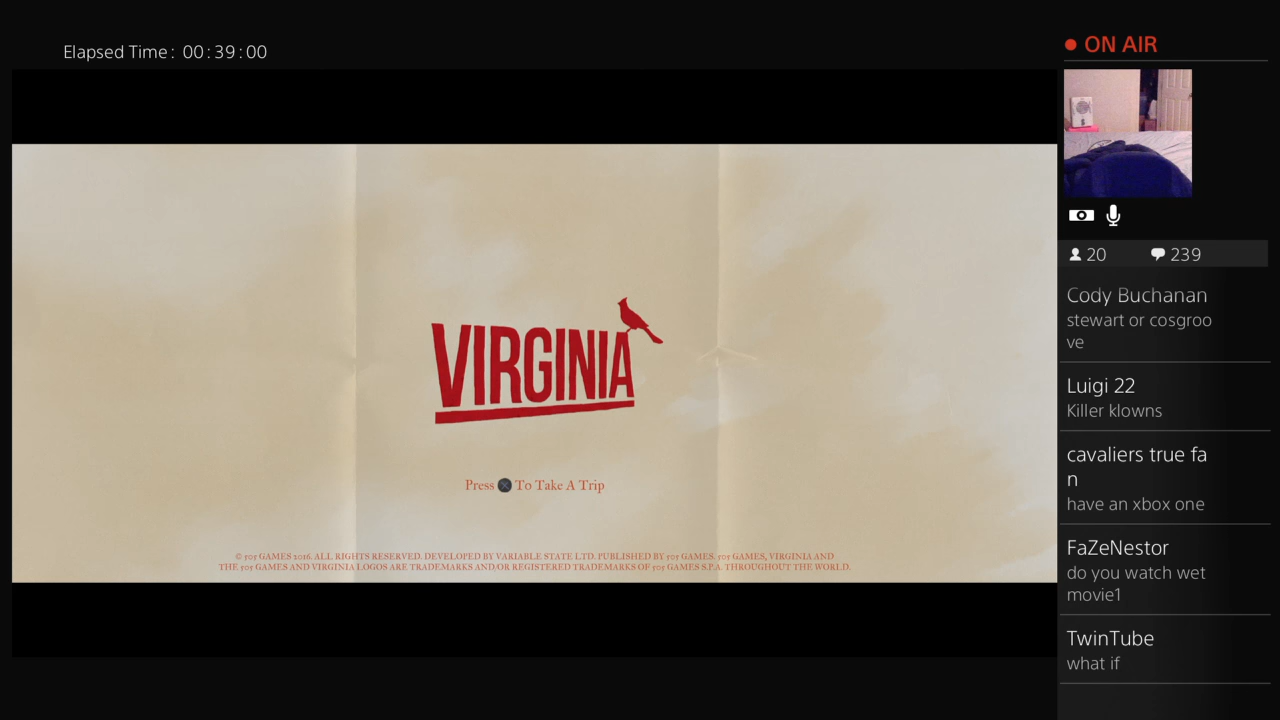 Elapsed Time: 00:39:00
ON AIR
20 239
VIRGINIA
Press To Take A Trip
© 505 GAMES 2016. ALL RIGHTS RESERVED. DEVELOPED BY VARIABLE STATE LTD. PUBLISHED BY 505 GAMES. 505 GAMES, VIRGINIA AND
THE 505 GAMES AND VIRGINIA LOGOS ARE TRADEMARKS AND/OR REGISTERED TRADEMARKS OF 505 GAMES S.P.A. THROUGHOUT THE WORLD.
Cody Buchanan
stewart or cosgroo
ve
Luigi 22
Killer klowns
cavaliers true fa
n
have an xbox one
FaZeNestor
do you watch wet
movie1
TwinTube
what if